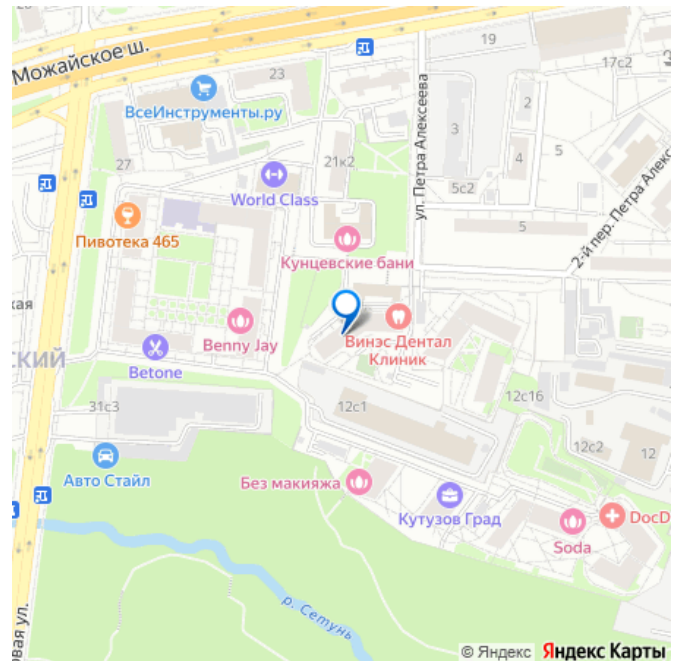 Можайское ш.
19
17с2
23
ВсеИнструменты.ру
2
3
27
21к2
4
5
World Class
ул. Петра Алексеева
5с2
Пивотека 465
5
2-й пер. Петра Алекс
Кунцевские бани
кая
Benny Jay
Винэс Дентал
Клиник
СКИЙ
Betone
12с16
31с3
12с1
12с2
12
Авто Стайл
Без макияжа
Кутузов Град
DocD
Soda
р. Сетунь
овая ул.
© Яндекс Яндекс Карты